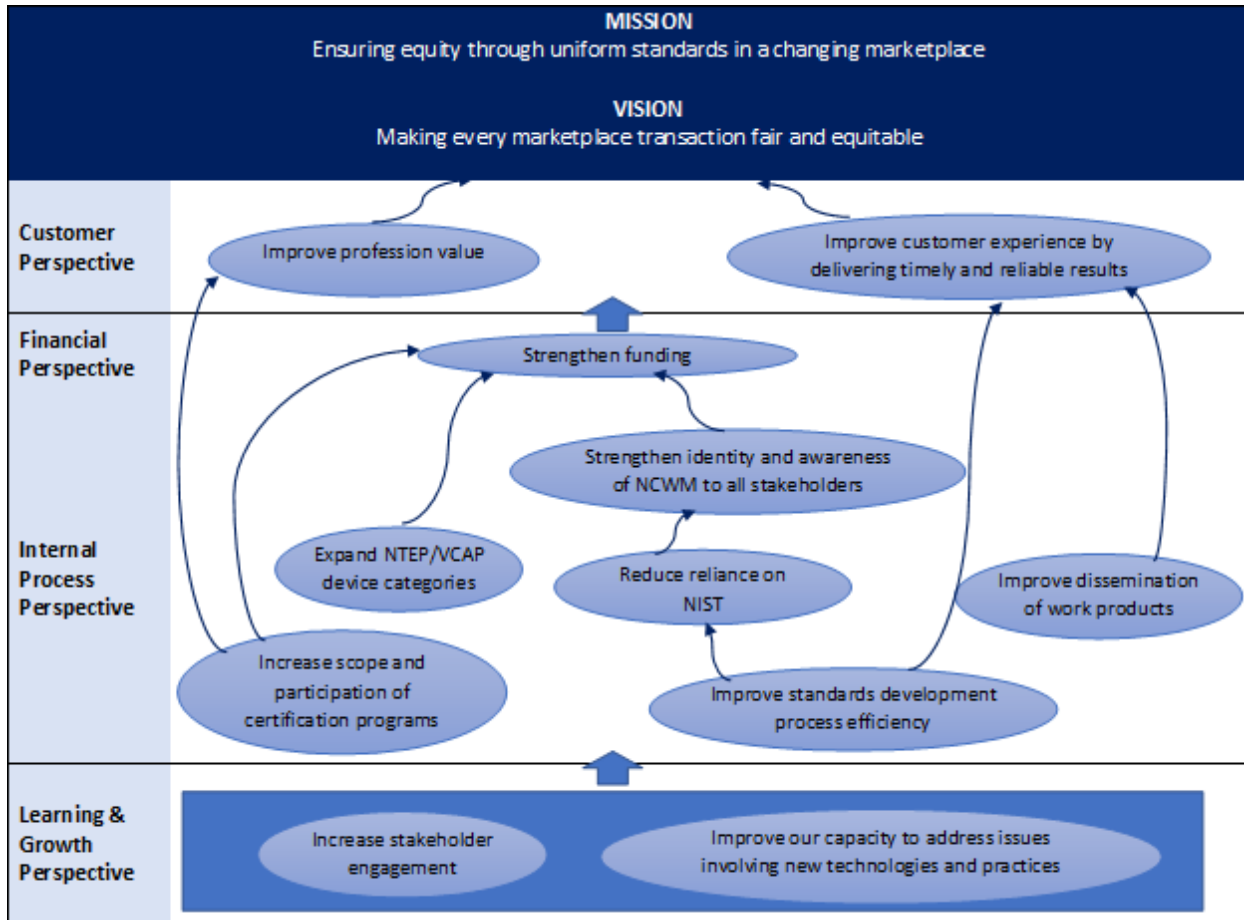 MISSION
Ensuring equity through uniform standards in a changing marketplace
VISION
Making every marketplace transaction fair and equitable
Customer
Perspective
Improve profession value
Improve customer experience by
delivering timely and reliable results
Financial
Perspective
Strengthen funding
Internal
Process
Perspective
Strengthen identity and awareness
of NCWM to all stakeholders
Expand NTEP/VCAP
device categories
Reduce reliance on
NIST
Improve dissemination
of work products
Increase scope and
participation of
certification programs
Improve standards development
process efficiency
Learning &
Growth
Perspective
Increase stakeholder
engagement
Improve our capacity to address issues
involving new technologies and practices